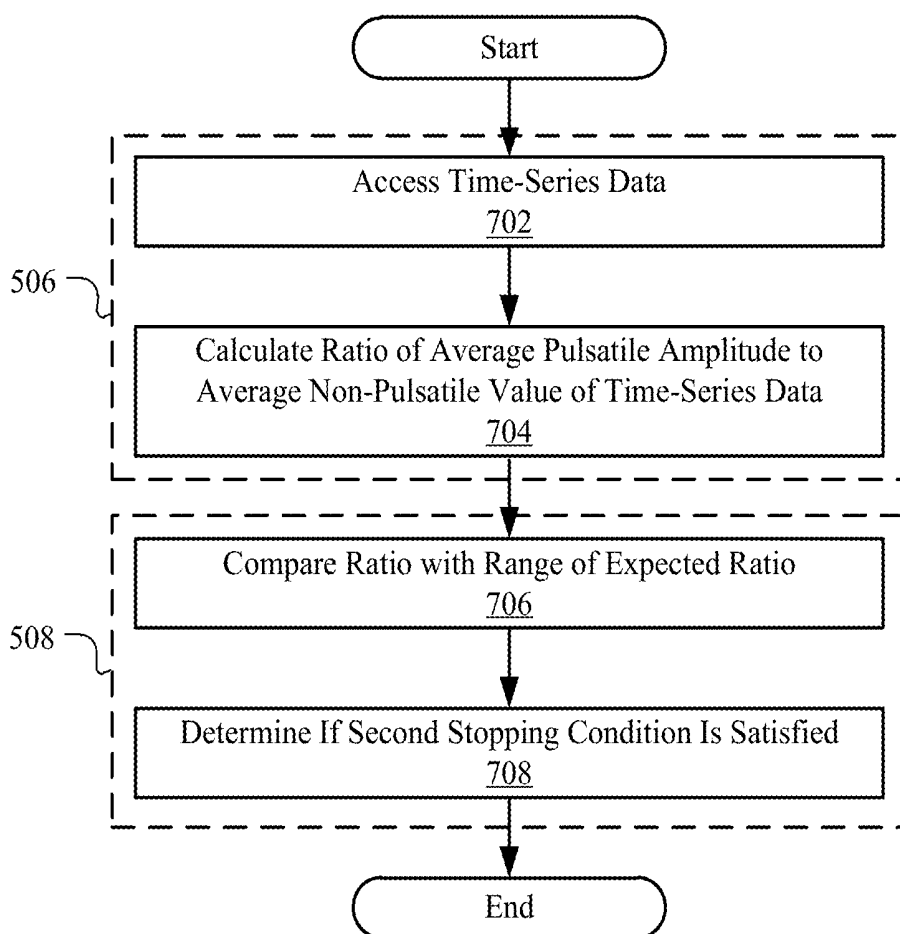 Start
Access Time-Series Data
702
506
Calculate Ratio of Average Pulsatile Amplitude to
Average Non-Pulsatile Value of Time-Series Data
704
Compare Ratio with Range of Expected Ratio
706
508
Determine If Second Stopping Condition Is Satisfied
708
End